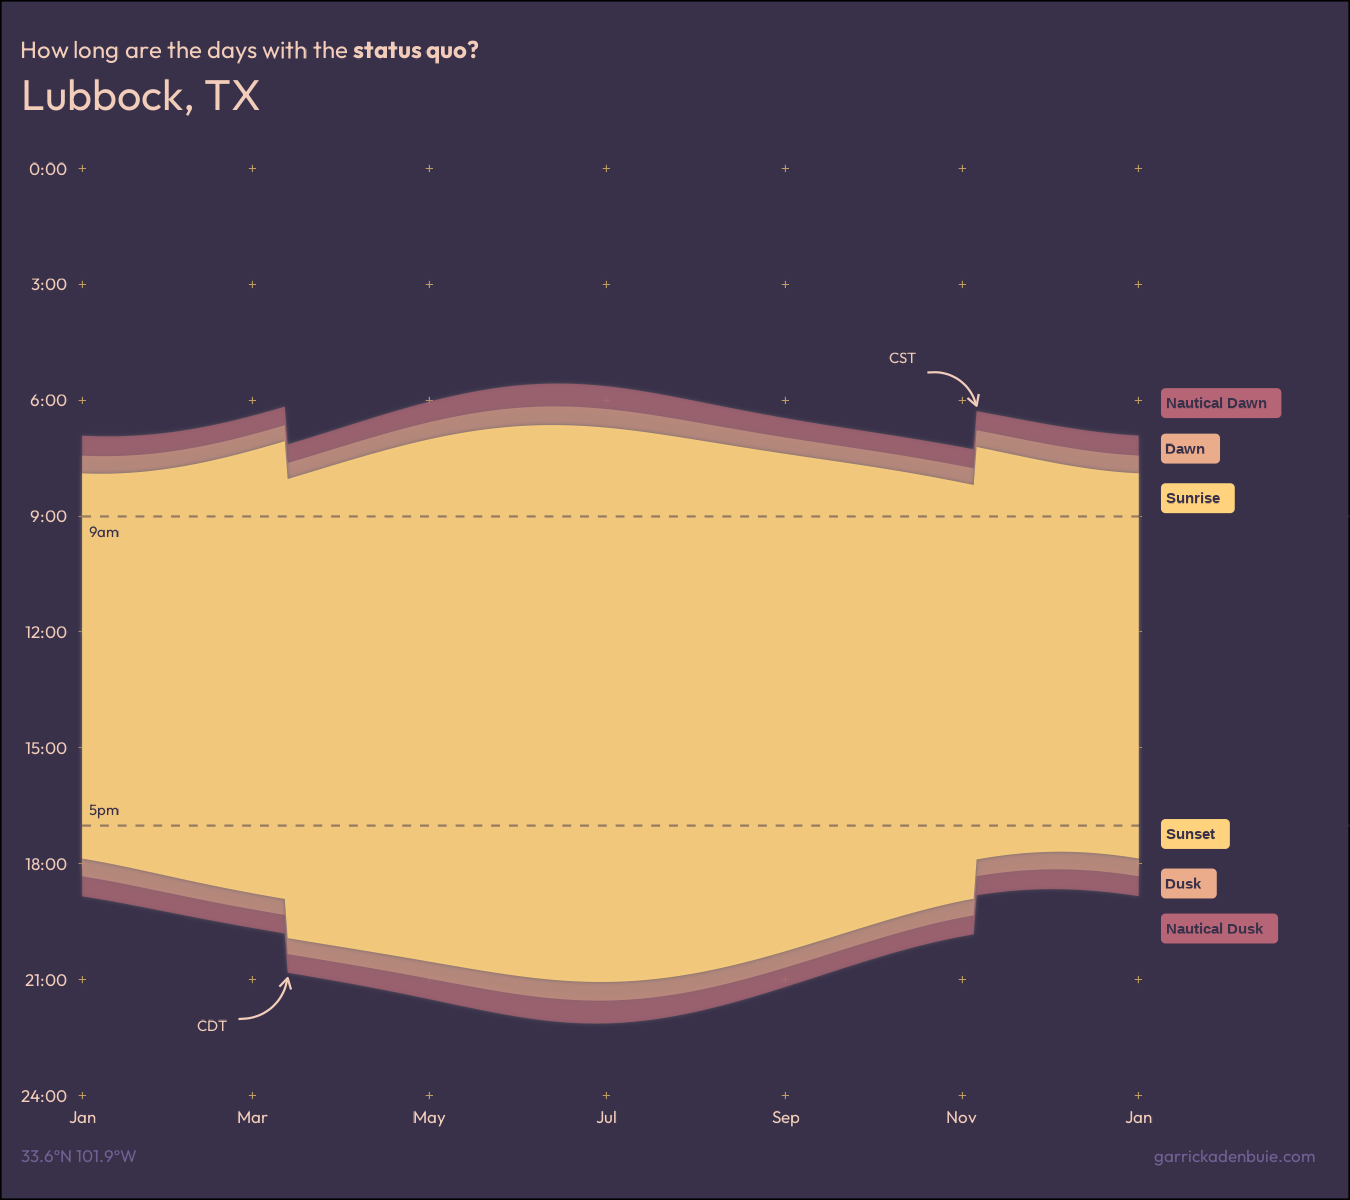 How long are the days with the status quo?
Lubbock, TX
0:00
3:00
CST
6:00
Nautical Dawn
Dawn
Sunrise
9:00
9am
12:00
15:00
5pm
Sunset
18:00
Dusk
Nautical Dusk
21:00
CDT
24:00
Jan Mar May Jul Sep Nov Jan
33.6°N 101.9°W
garrickadenbuie.com